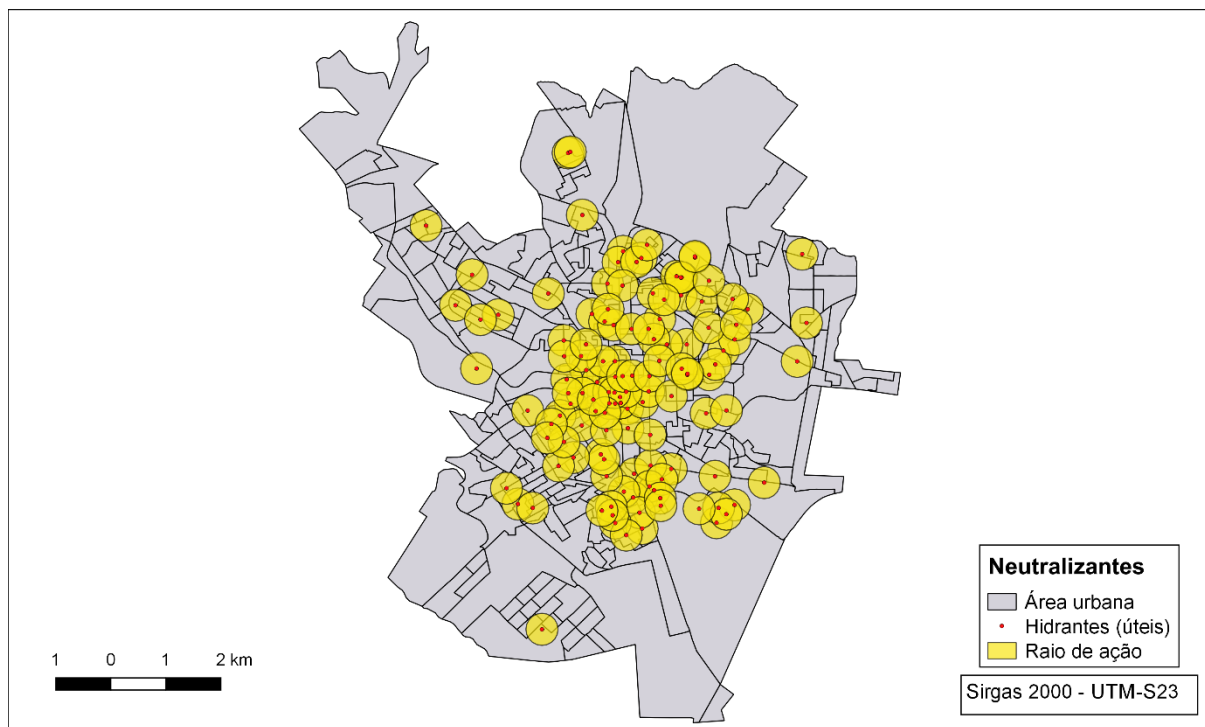 Neutralizantes
Área urbana
Hidrantes (úteis)
Raio de ação
Sirgas 2000 - UTM-S23
1 0 1 2 km